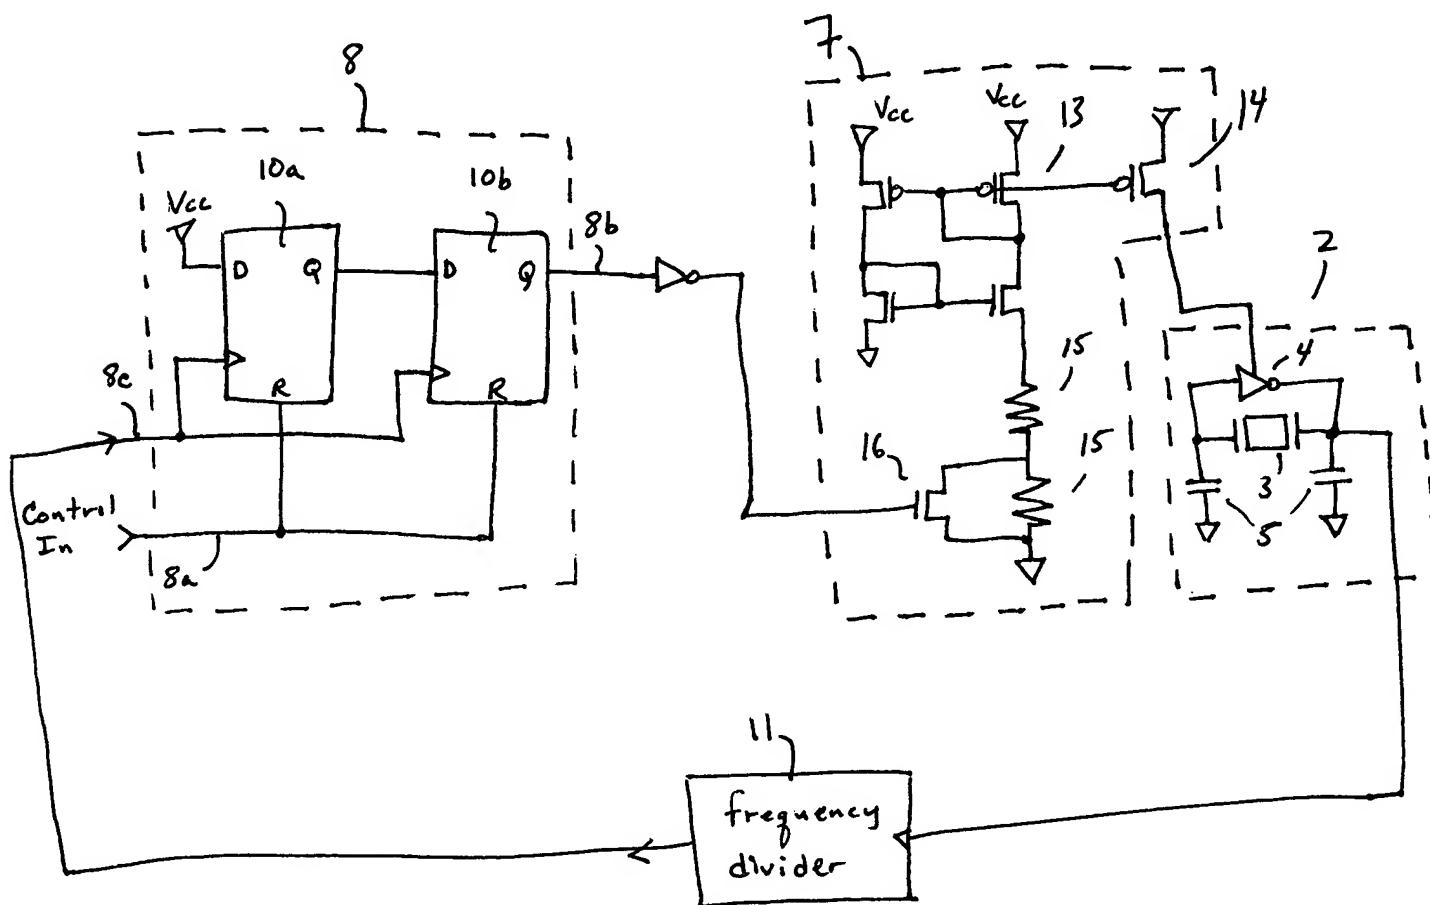 7
8
Vcc
Vcc
13
14
10a
10b
Vcc
8b
D
Q
D
Q
2
4
15
8c
R
R
16
15
3
5
Control
In
8a
11
frequency
divider